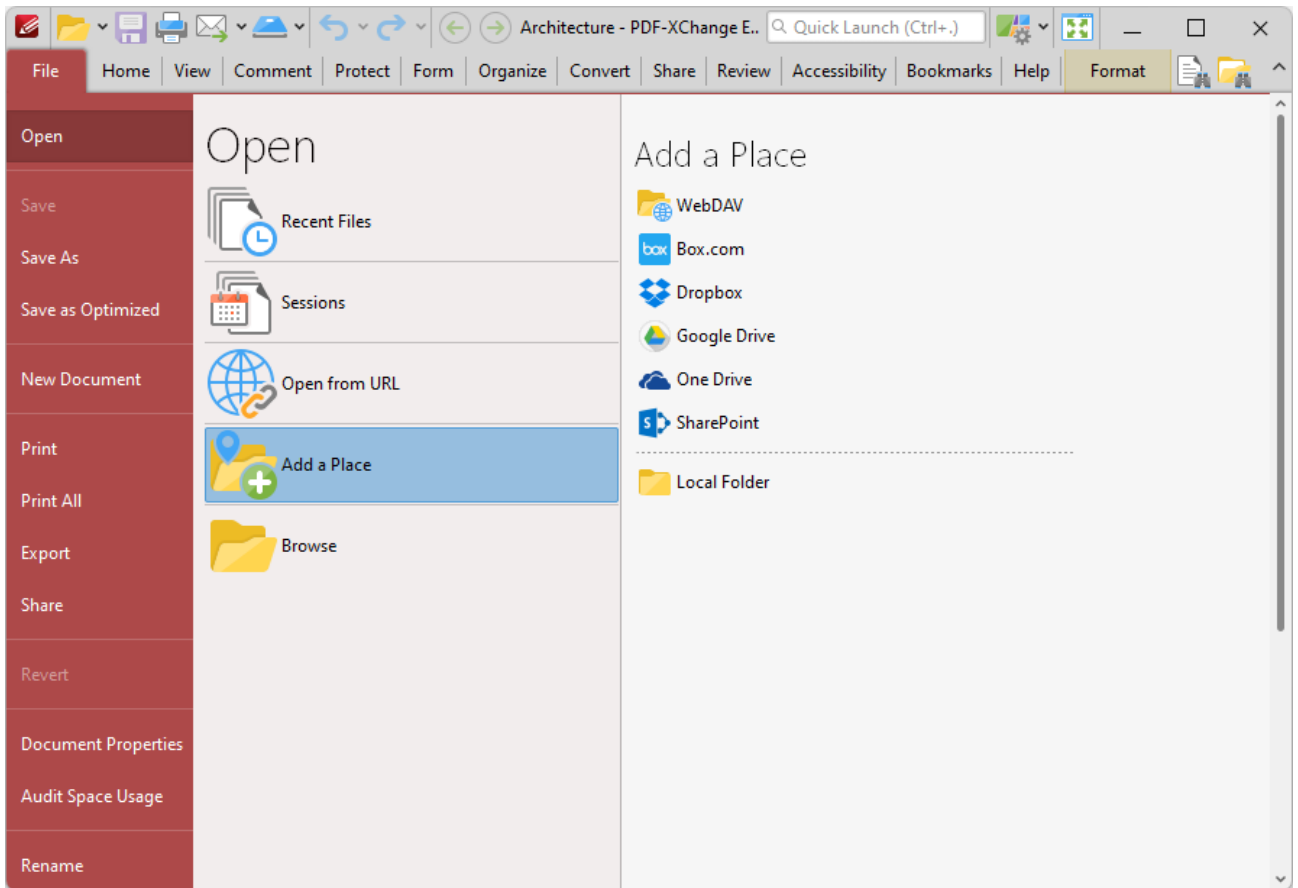 Architecture - PDF-XChange E..
Quick Launch (Ctrl+.)
File Home View Comment Protect Form Organize Convert Share Review Accessibility Bookmarks Help Format
Open
Save
Save As
Save as Optimized
New Document
Print
Print All
Export
Share
Revert
Document Properties
Audit Space Usage
Rename
Open
Recent Files
Sessions
Open from URL
Add a Place
Browse
Add a Place
WebDAV
box Box.com
Dropbox
Google Drive
One Drive
S SharePoint
Local Folder